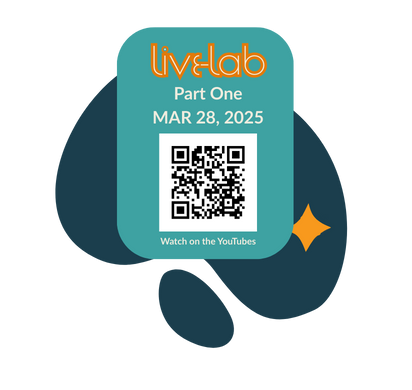 live-lab
Part One
MAR 28, 2025
Watch on the YouTubes